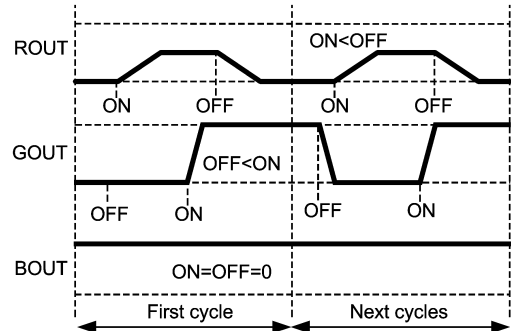 ROUT
ON<OFF
ON
OFF
ON
OFF
GOUT
OFF<ON
OFF
ON
OFF
ON
BOUT
ON=OFF=0
First cycle
Next cycles